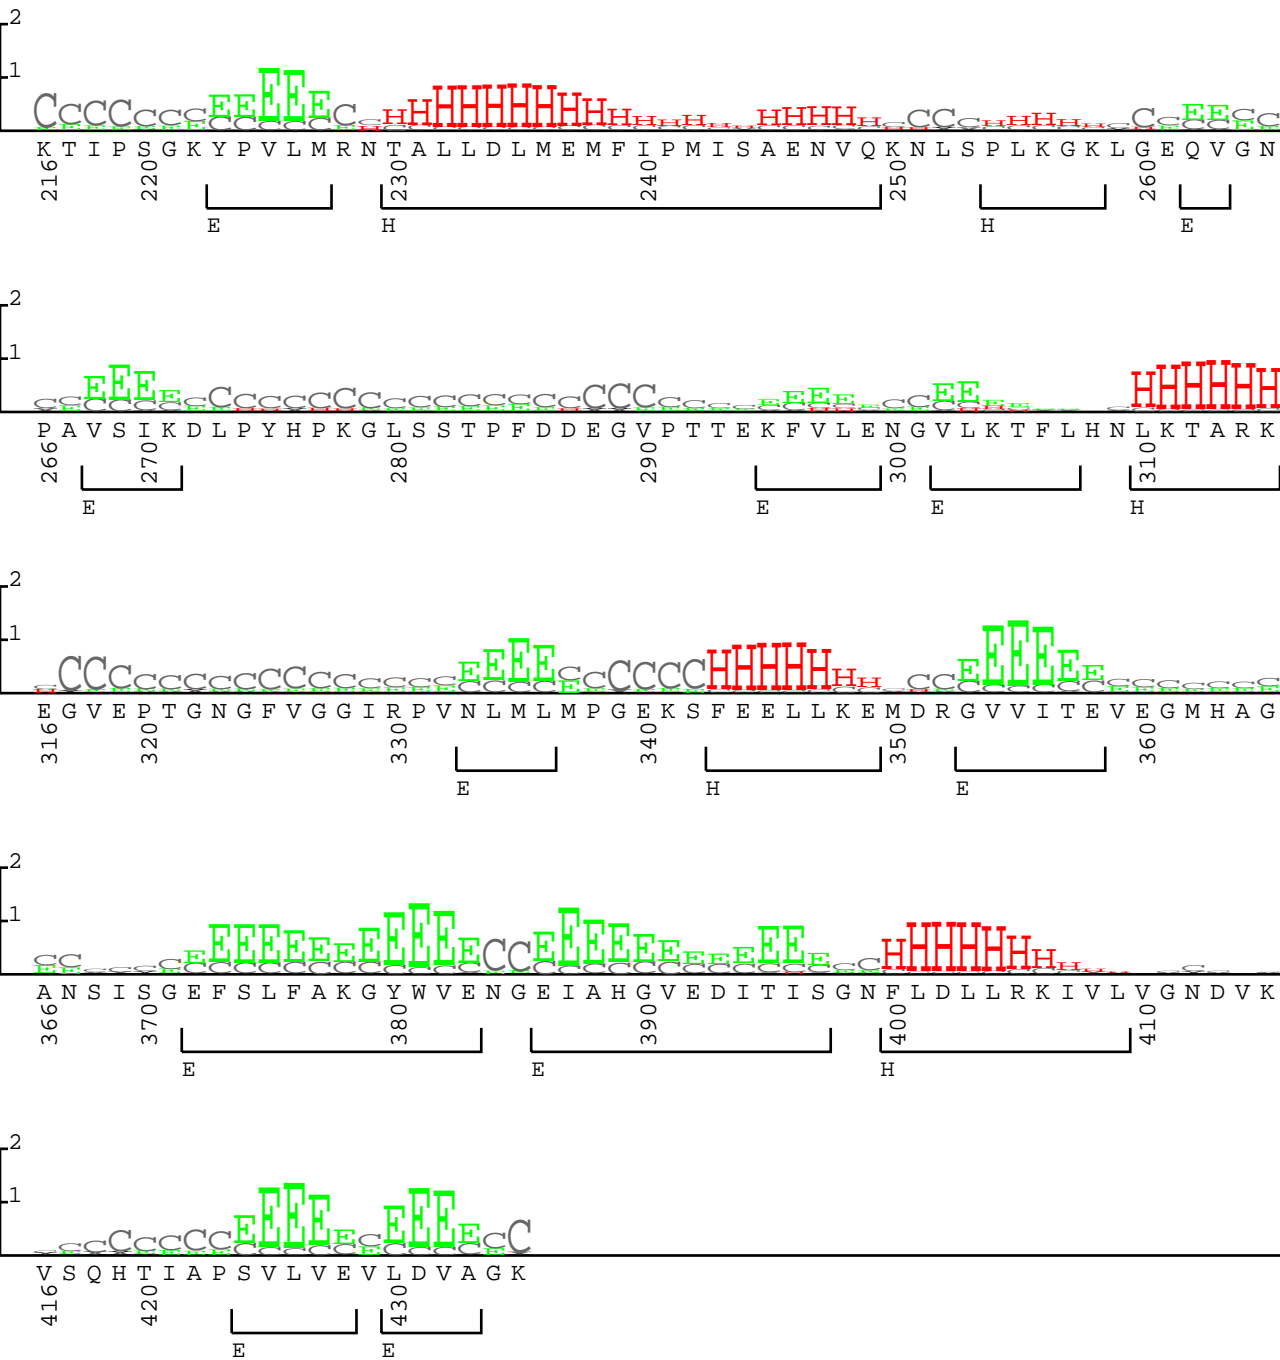 2
1
K T I P S G K Y P V L M R N T A L L D L M E M F I P M I S A E N V Q K N L S P L K G K L G E Q V G N
216 220 230 240 250 260
E H H E
2
1
P A V S I K D L P Y H P K G L S S T P F D D E G V P T T E K F V L E N G V L K T F L H N L K T A R K
266 270 280 290 300 310
E E E H
2
1
E G V E P T G N G F V G G I R P V N L M L M P G E K S F E E L L K E M D R G V V I T E V E G M H A G
316 320 330 340 350 360
E H E
2
1
A N S I S G E F S L F A K G Y W V E N G E I A H G V E D I T I S G N F L D L L R K I V L V G N D V K
366 370 380 390 400 410
E E H
2
1
V S Q H T I A P S V L V E V L D V A G K
416 420 430
E E